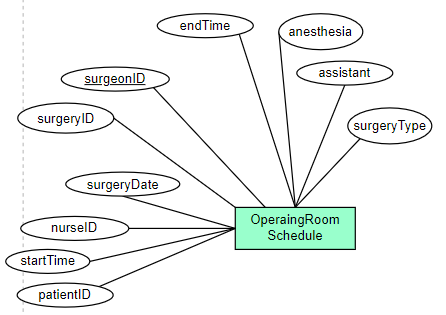 endTime
anesthesia
surgeonID
assistant
surgeryID
surgeryType
surgeryDate
nurseID
OperaingRoom
Schedule
startTime
patientID